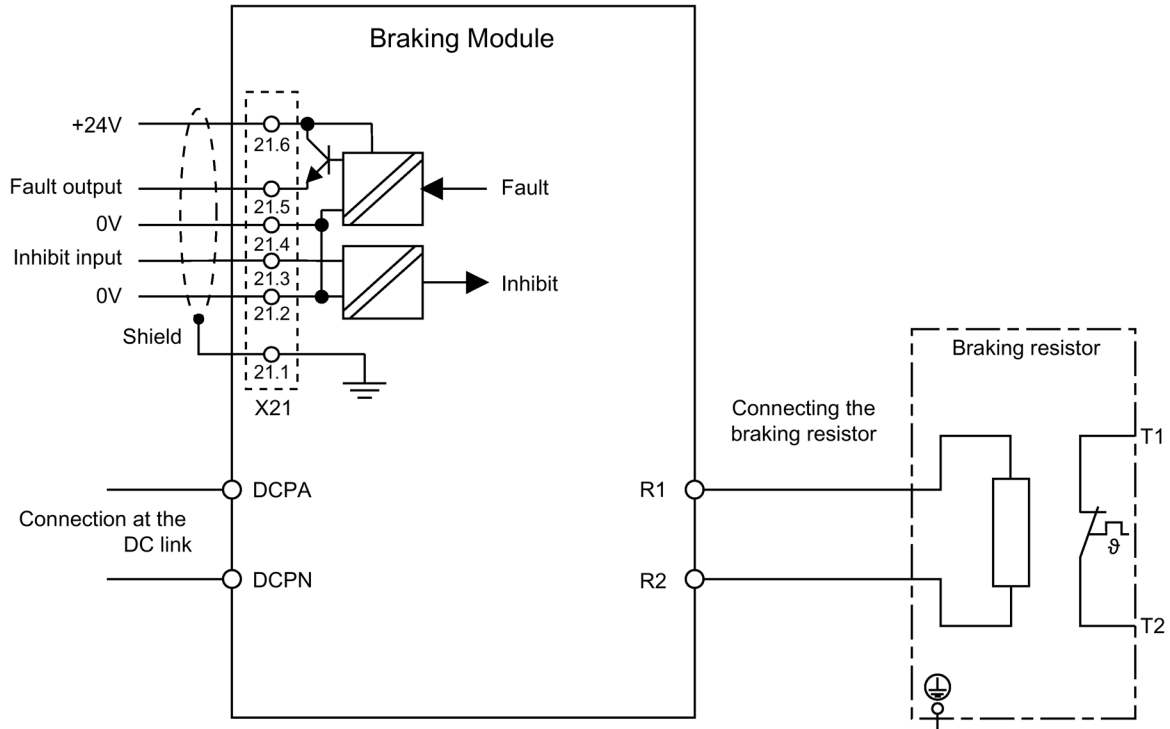 Braking Module
+24V
21.6
Fault output
21.5
Fault
0V
21.4
Inhibit input
21.3
Inhibit
0V
21.2
Shield
21.1
X21
Braking resistor
Connecting the
braking resistor
T1
DCPA
R1
Connection at the
DC link
ϑ
DCPN
R2
T2